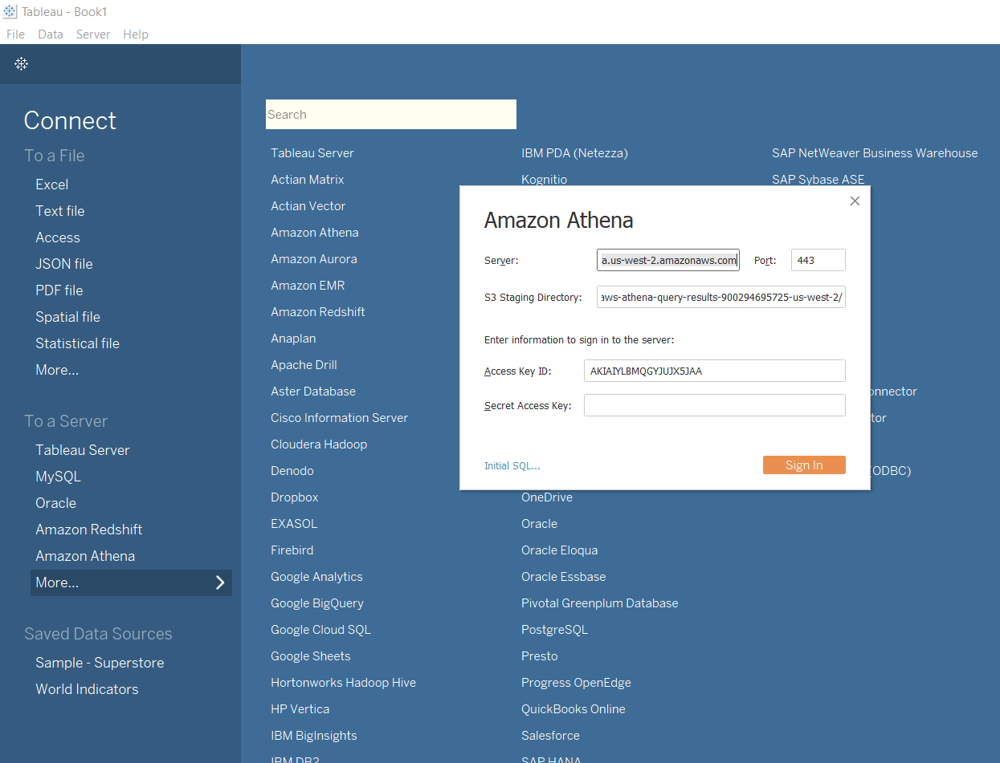 Tableau - Book1
File Data Server Help
Connect
To a File
Excel
Text file
Access
JSON file
PDF file
Spatial file
Statistical file
More...
To a Server
Tableau Server
MySQL
Oracle
Amazon Redshift
Amazon Athena
More...
Saved Data Sources
Sample - Superstore
World Indicators
Search
Tableau Server
Actian Matrix
Actian Vector
Amazon Athena
Amazon Aurora
Amazon EMR
Amazon Redshift
Anaplan
Apache Drill
Aster Database
Cisco Information Server
Cloudera Hadoop
Denodo
Dropbox
EXASOL
Firebird
Google Analytics
Google BigQuery
Google Cloud SQL
Google Sheets
Hortonworks Hadoop Hive
HP Vertica
IBM BigInsights
IBM DB2
IBM PDA (Netezza)
Kognitio
OneDrive
Oracle
Oracle Eloqua
Oracle Essbase
Pivotal Greenplum Database
PostgreSQL
Presto
Progress OpenEdge
QuickBooks Online
Salesforce
SAP HANA
SAP NetWeaver Business Warehouse
SAP Sybase ASE
onnector
tor
(ODBC)
Amazon Athena
Server: a.us-west-2.amazonaws.com Port: 443
S3 Staging Directory: aws-athena-query-results-900294695725-us-west-2/
Enter information to sign in to the server:
Access Key ID: AKIAIYLBMQGYJUJX5JAA
Secret Access Key:
Initial SQL... Sign In